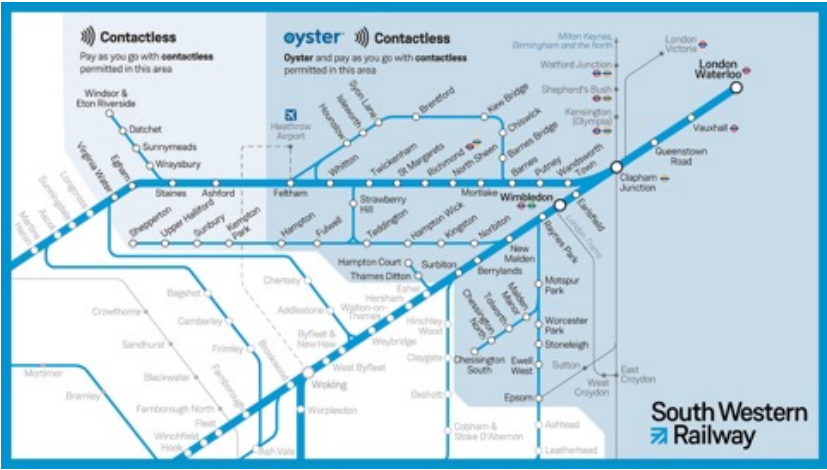 Contactless
Pay as you go with contactless
permitted in this area
oyster Contactless
Oyster and pay as you go with contactless
permitted in this area
Milton Keynes,
Birmingham and the North
London
Victoria
Watford Junction
London
Waterloo
Shepherd's Bush
Kensington
(Olympia)
Vauxhall
Queenstown
Road
Clapham
Junction
Windsor &
Eton Riverside
Datchet
Sunnymeads
Wraysbury
Heathrow
Airport
Hounslow
Isleworth
Syon Lane
Brentford
Kew Bridge
Chiswick
Barnes Bridge
Martins
Heron
Ascot
Sunningdale
Longcross
Virginia Water
Egham
Staines
Ashford
Feltham
Whitton
Twickenham
St Margarets
Richmond
North Sheen
Mortlake
Barnes
Putney
Wandsworth
Town
Wimbledon
Earlsfield
London Trams
Shepperton
Upper Halliford
Sunbury
Kempton
Park
Hampton
Fulwell
Strawberry
Hill
Teddington
Hampton Wick
Kingston
Norbiton
New
Malden
Raynes Park
Hampton Court
Thames Ditton
Surbiton
Berrylands
Motspur
Park
Malden
Manor
Tolworth
Chessington
North
Chessington
South
Worcester
Park
Stoneleigh
Ewell
West
Epsom
Sutton
West
Croydon
East
Croydon
Chertsey
Addlestone
Esher
Hersham
Walton-on-
Thames
Weybridge
Byfleet &
New Haw
West Byfleet
Woking
Worplesdon
Brookwood
Hinchley
Wood
Claygate
Oxshott
Cobham &
Stoke D'Abernon
Ashtead
Leatherhead
Bagshot
Camberley
Frimley
Crowthorne
Sandhurst
Blackwater
Farnborough North
Farnborough
Fleet
Winchfield
Hook
Ash Vale
Mortimer
Bramley
South Western
Railway